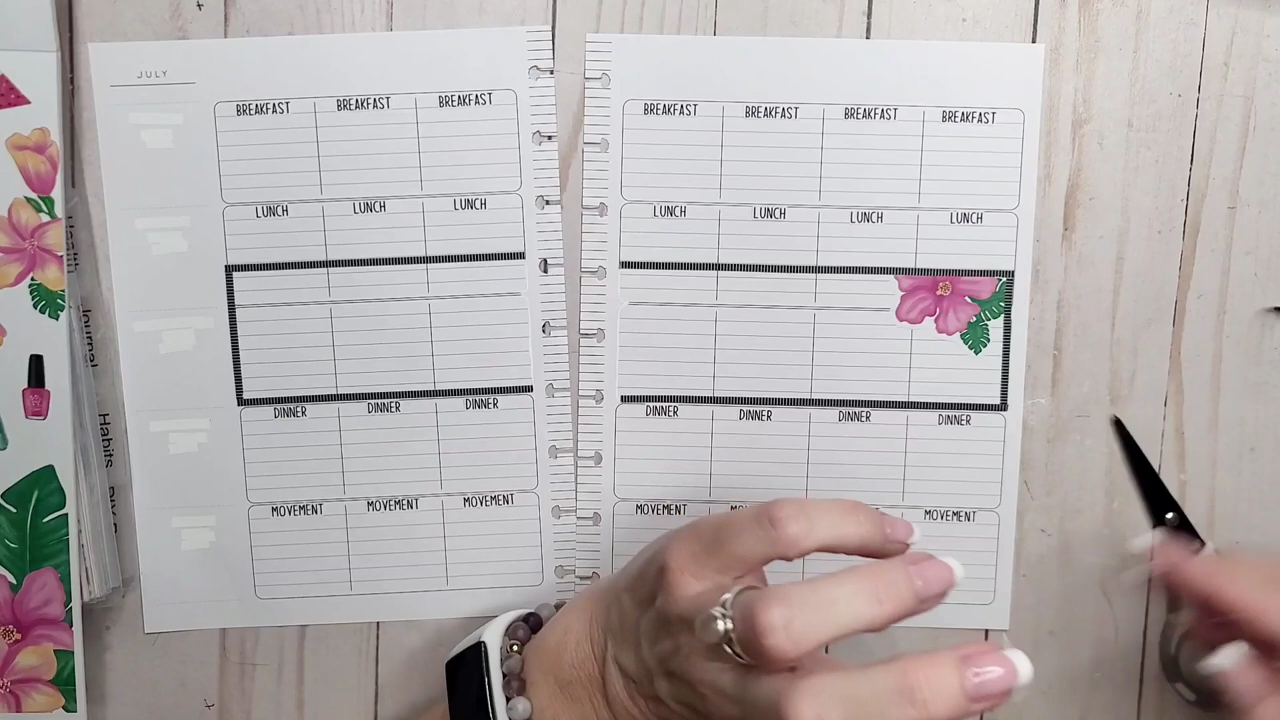 JULY
BREAKFAST BREAKFAST BREAKFAST
LUNCH LUNCH LUNCH
DINNER DINNER DINNER
MOVEMENT MOVEMENT MOVEMENT
BREAKFAST BREAKFAST BREAKFAST BREAKFAST
LUNCH LUNCH LUNCH LUNCH
DINNER DINNER DINNER DINNER
MOVEMENT MOVEMENT
Health
Journal
Habits